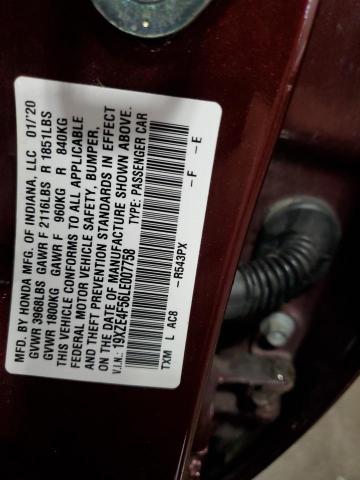 MFD. BY HONDA MFG. OF INDIANA, LLC 01/'20
GVWR 3968LBS GAWR F 2116LBS R 1851LBS
GVWR 1800KG GAWR F 960KG R 840KG
THIS VEHICLE CONFORMS TO ALL APPLICABLE
FEDERAL MOTOR VEHICLE SAFETY, BUMPER,
AND THEFT PREVENTION STANDARDS IN EFFECT
ON THE DATE OF MANUFACTURE SHOWN ABOVE.
V.I.N.: 19XZE4F56LE007758 TYPE: PASSENGER CAR
-R543PX -F -E
TXM L AC8